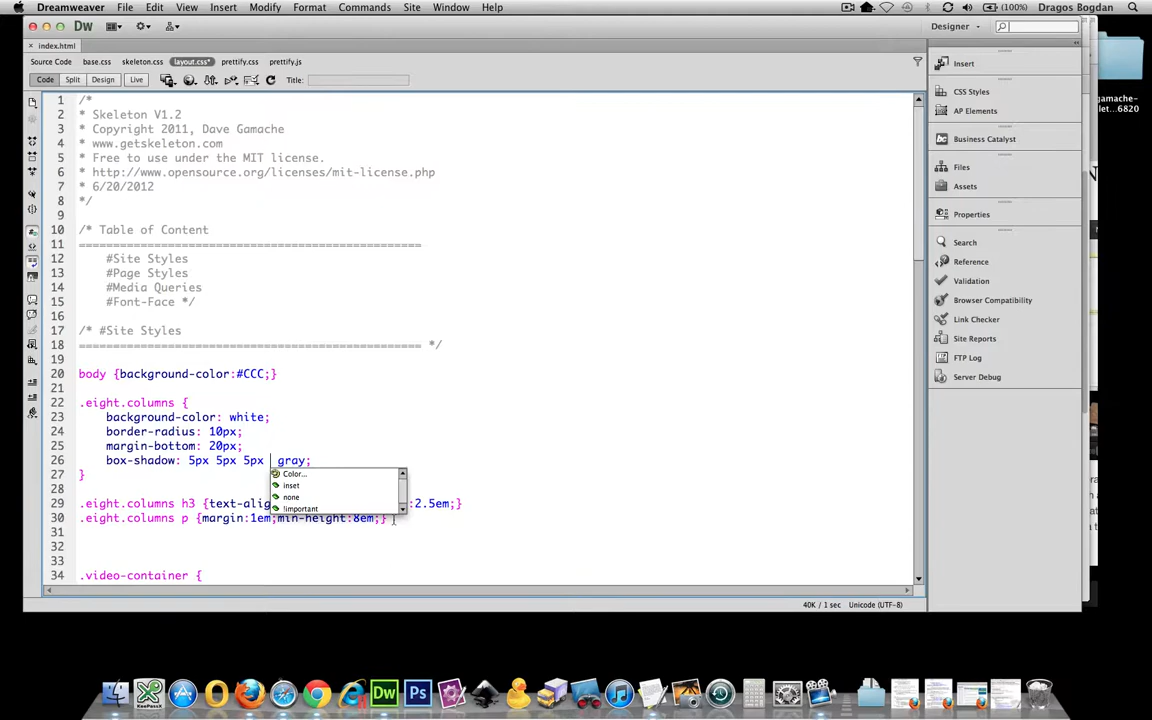 Dreamweaver File Edit View Insert Modify Format Commands Site Window Help (100%) Dragos Bogdan
Dw Designer
index.html
Source Code base.css skeleton.css layout.css* prettify.css prettify.js
Code Split Design Live Title:
1 /*
2 * Skeleton V1.2
3 * Copyright 2011, Dave Gamache
4 * www.getskeleton.com
5 * Free to use under the MIT license.
6 * http://www.opensource.org/licenses/mit-license.php
7 * 6/20/2012
8 */
9
10 /* Table of Content
11 ==================================================
12 #Site Styles
13 #Page Styles
14 #Media Queries
15 #Font-Face */
16
17 /* #Site Styles
18 ================================================== */
19
20 body {background-color:#CCC;}
21
22 .eight.columns {
23 background-color: white;
24 border-radius: 10px;
25 margin-bottom: 20px;
26 box-shadow: 5px 5px 5px gray;
27 }
28
29 .eight.columns h3 {text-alig :2.5em;}
30 .eight.columns p {margin:1em;min-height:8em;}
31
32
33
34 .video-container {
Color...
inset
none
!important
40K / 1 sec Unicode (UTF-8)
Insert
CSS Styles
AP Elements
Business Catalyst
Files
Assets
Properties
Search
Reference
Validation
Browser Compatibility
Link Checker
Site Reports
FTP Log
Server Debug
gamache-
let...6820
Dw Ps
KeePassX